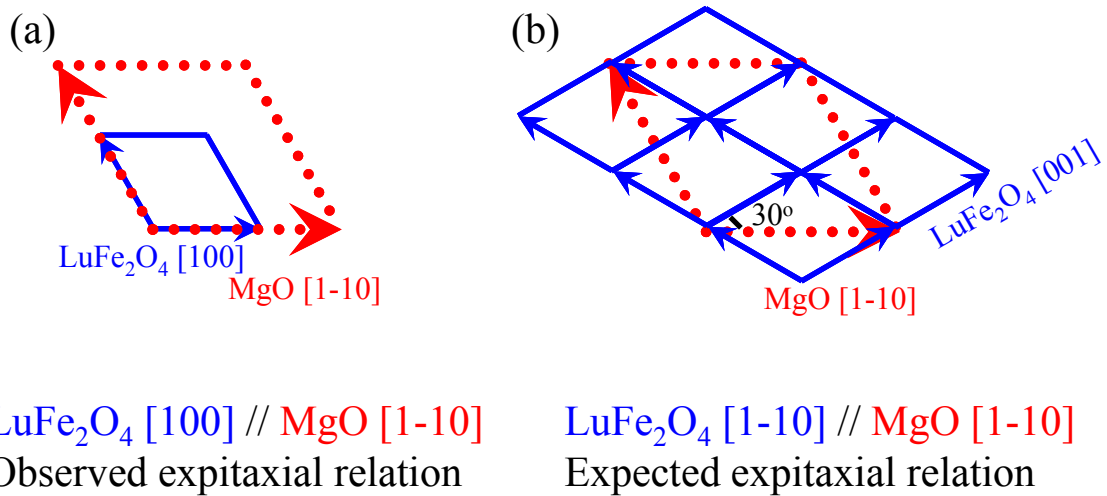 (a)
LuFe₂O₄ [100]
MgO [1-10]
(b)
30º
LuFe₂O₄ [001]
MgO [1-10]
LuFe₂O₄ [100] // MgO [1-10]
Observed expitaxial relation
LuFe₂O₄ [1-10] // MgO [1-10]
Expected expitaxial relation